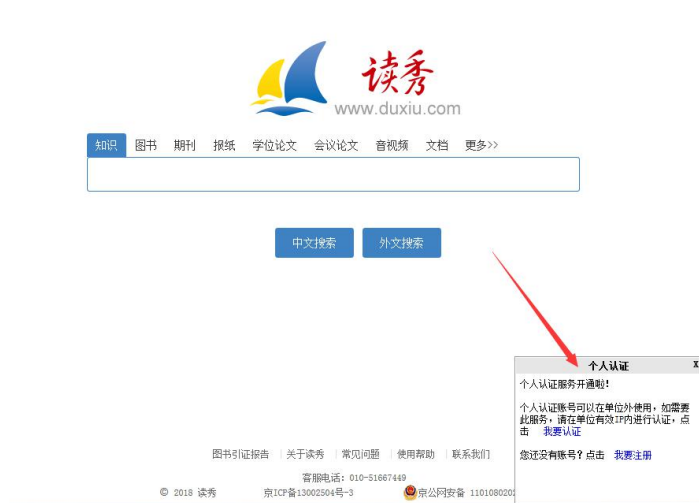 读秀
www.duxiu.com
知识 图书 期刊 报纸 学位论文 会议论文 音视频 文档 更多>>
中文搜索 外文搜索
个人认证 X
个人认证服务开通啦!
个人认证账号可以在单位外使用，如需要
此服务，请在单位有效IP内进行认证，点
击 我要认证
您还没有账号？点击 我要注册
图书引证报告 | 关于读秀 | 常见问题 | 使用帮助 | 联系我们
客服电话: 010-51667449
© 2018 读秀 京ICP备13002504号-3 京公网安备